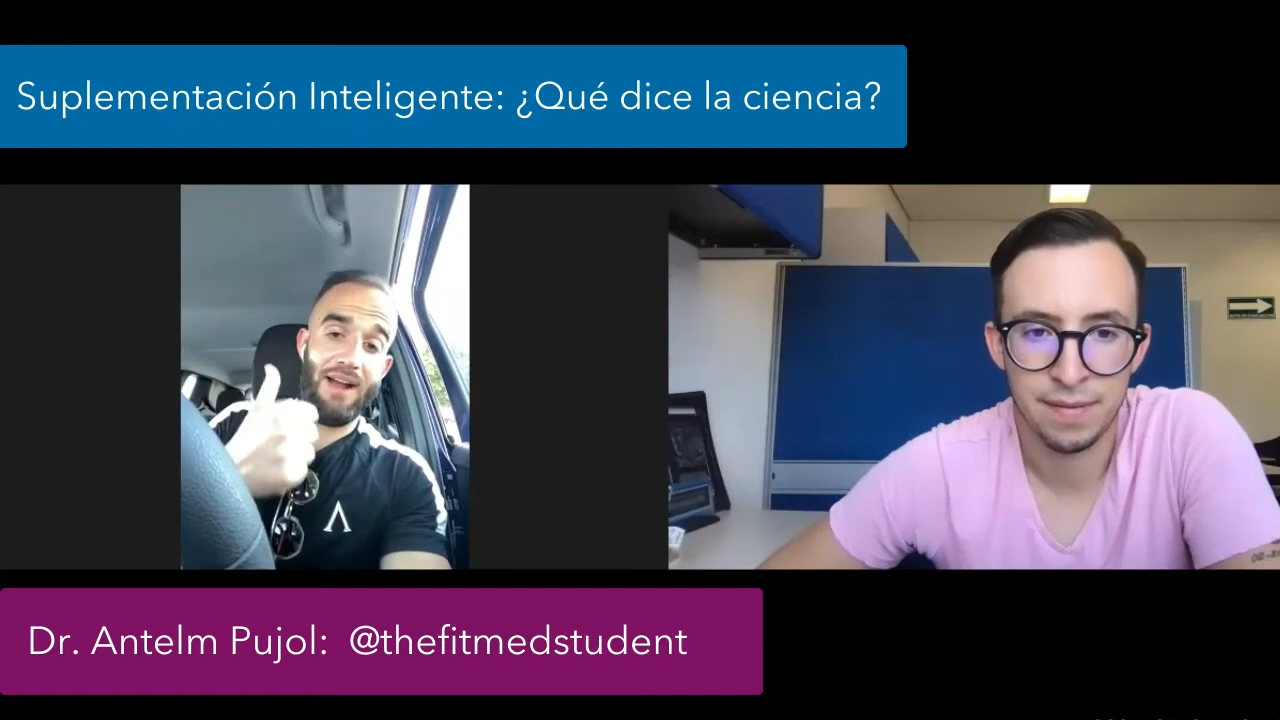 Suplementación Inteligente: ¿Qué dice la ciencia?
Dr. Antelm Pujol: @thefitmedstudent